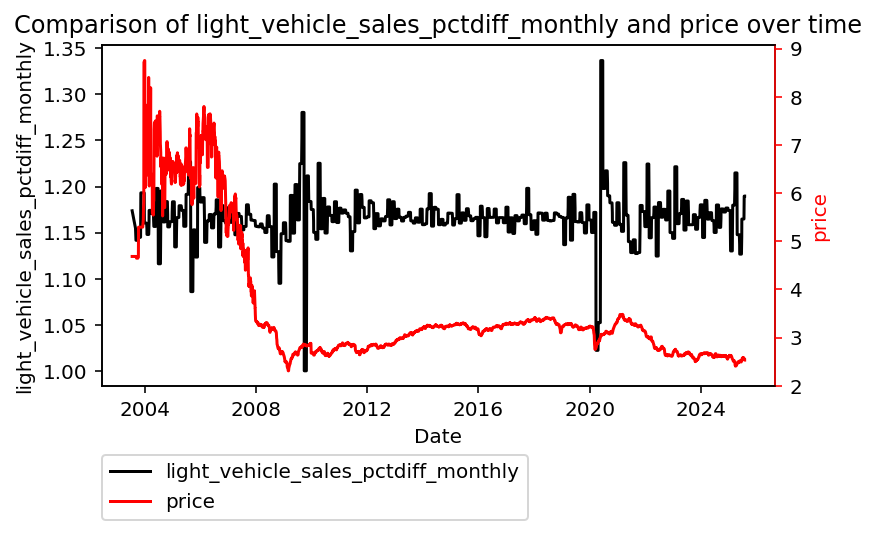 Comparison of light_vehicle_sales_pctdiff_monthly and price over time
light_vehicle_sales_pctdiff_monthly
1.35
1.30
1.25
1.20
1.15
1.10
1.05
1.00
9
8
7
6
5
4
3
2
price
2004 2008 2012 2016 2020 2024
Date
light_vehicle_sales_pctdiff_monthly
price